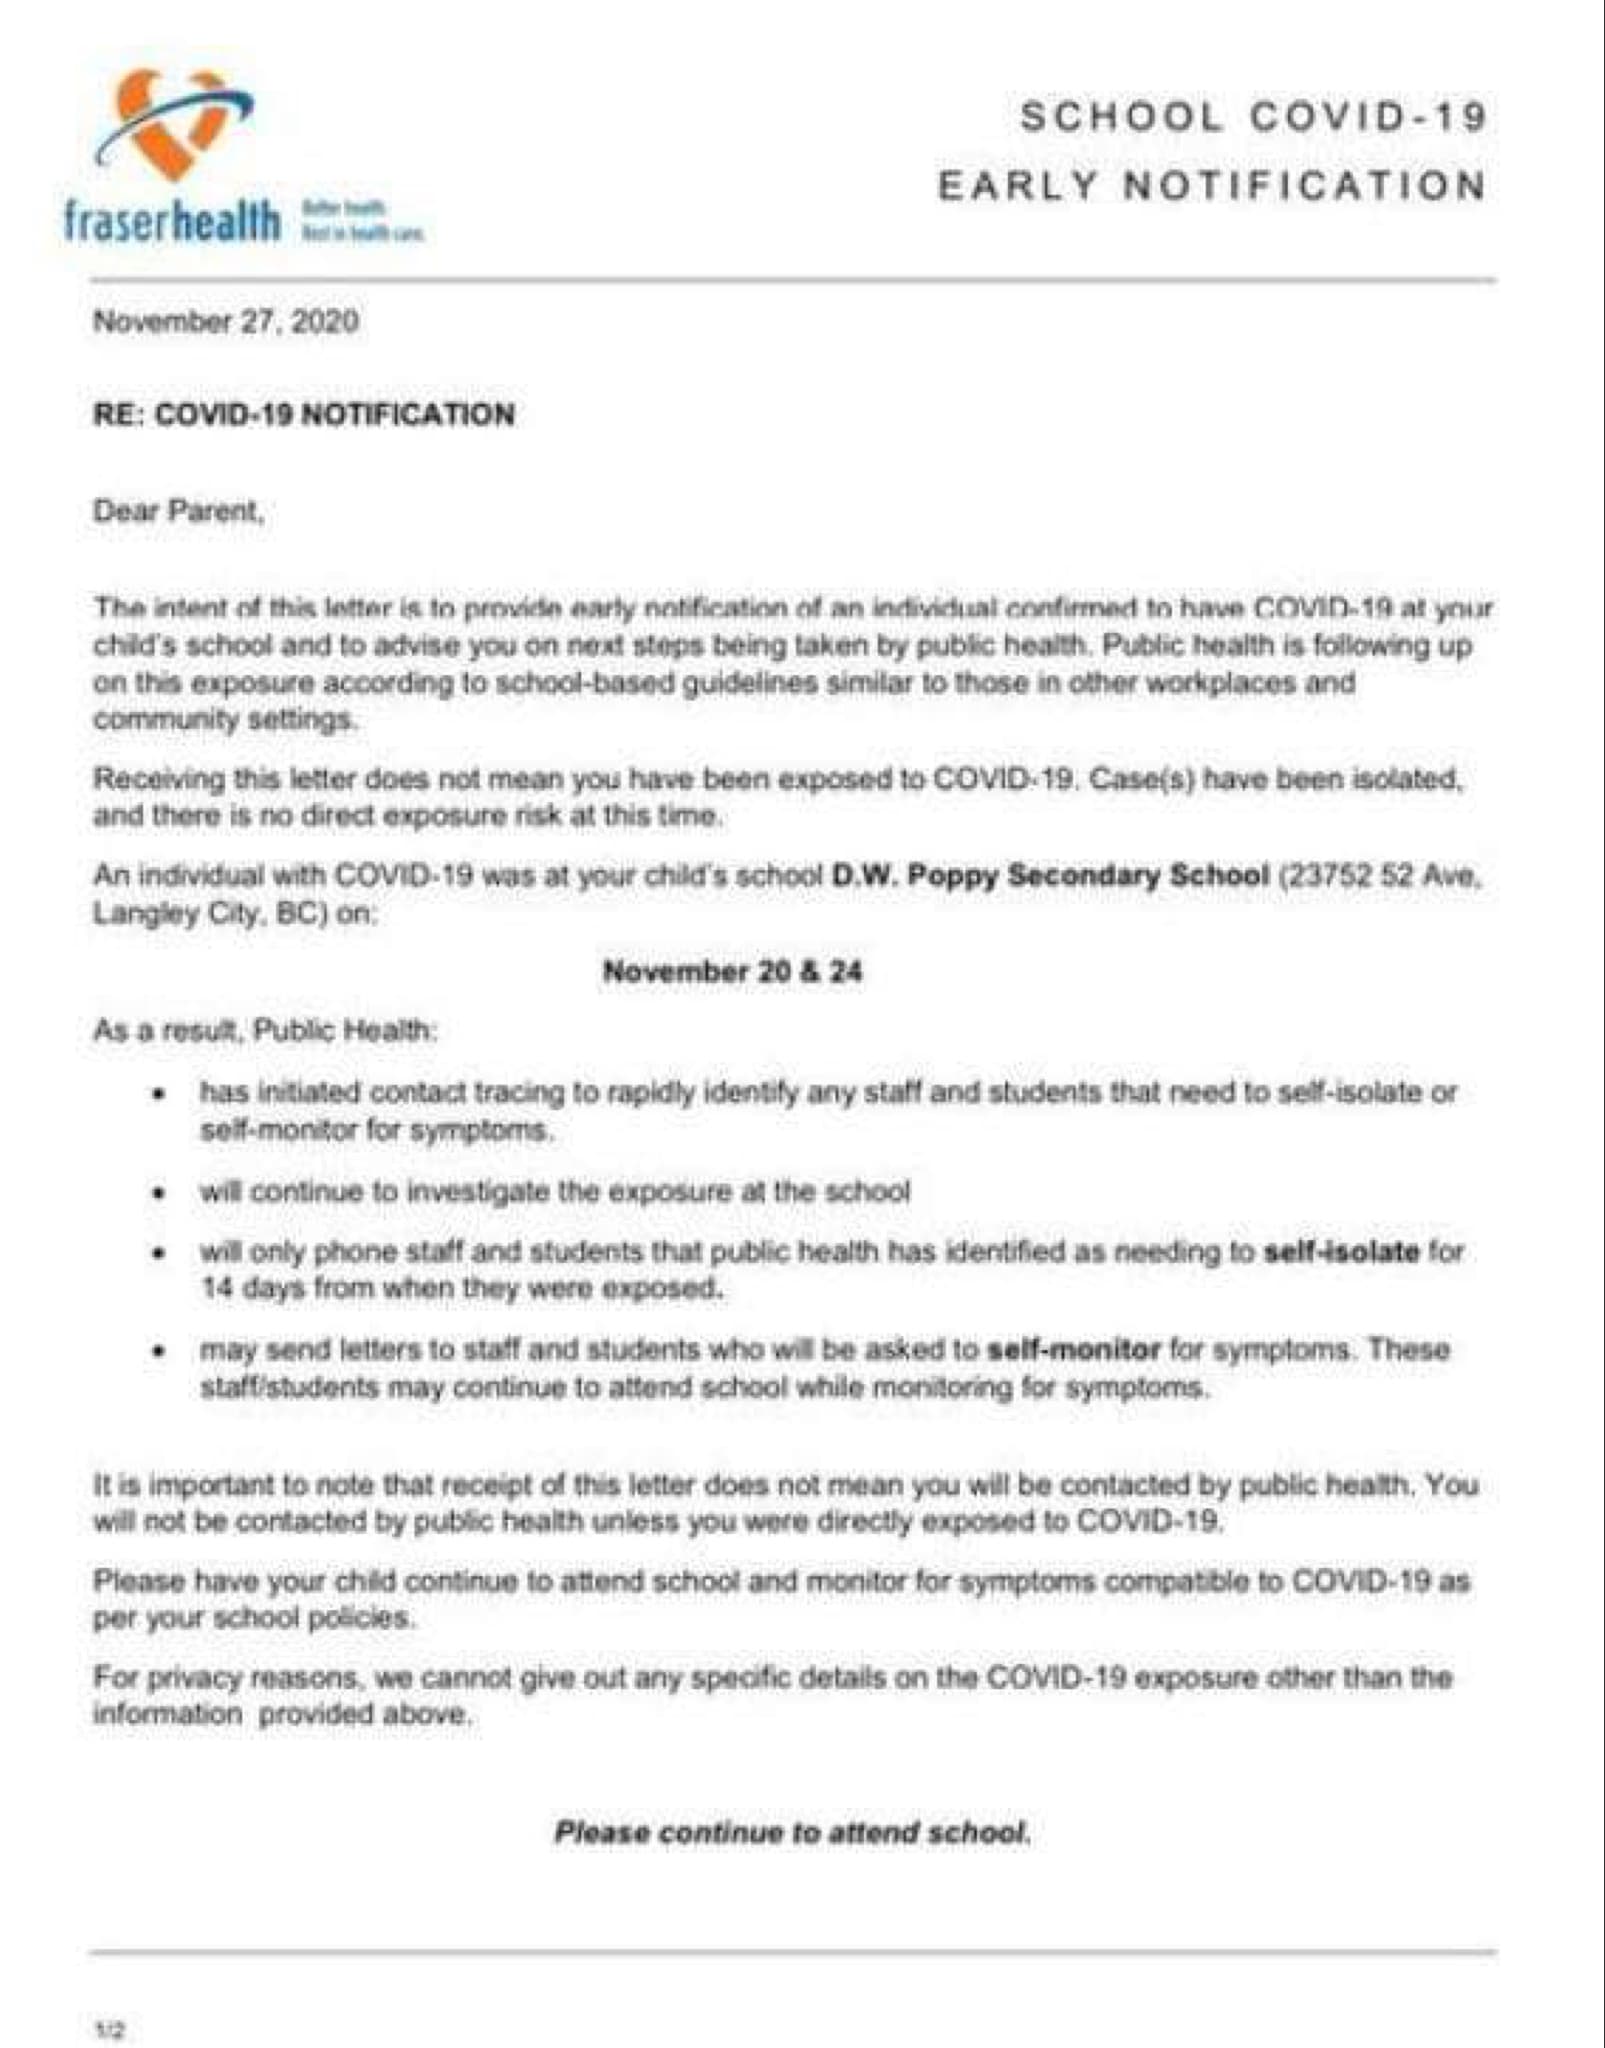 SCHOOL COVID-19
EARLY NOTIFICATION
fraserhealth
Better health.
Best in health care.
November 27, 2020
RE: COVID-19 NOTIFICATION
Dear Parent,
The intent of this letter is to provide early notification of an individual confirmed to have COVID-19 at your
child's school and to advise you on next steps being taken by public health. Public health is following up
on this exposure according to school-based guidelines similar to those in other workplaces and
community settings.
Receiving this letter does not mean you have been exposed to COVID-19. Case(s) have been isolated,
and there is no direct exposure risk at this time.
An individual with COVID-19 was at your child's school D.W. Poppy Secondary School (23752 52 Ave,
Langley City, BC) on:
November 20 & 24
As a result, Public Health:
• has initiated contact tracing to rapidly identify any staff and students that need to self-isolate or
self-monitor for symptoms.
• will continue to investigate the exposure at the school
• will only phone staff and students that public health has identified as needing to self-isolate for
14 days from when they were exposed.
• may send letters to staff and students who will be asked to self-monitor for symptoms. These
staff/students may continue to attend school while monitoring for symptoms.
It is important to note that receipt of this letter does not mean you will be contacted by public health. You
will not be contacted by public health unless you were directly exposed to COVID-19.
Please have your child continue to attend school and monitor for symptoms compatible to COVID-19 as
per your school policies.
For privacy reasons, we cannot give out any specific details on the COVID-19 exposure other than the
information provided above.
Please continue to attend school.
1/2